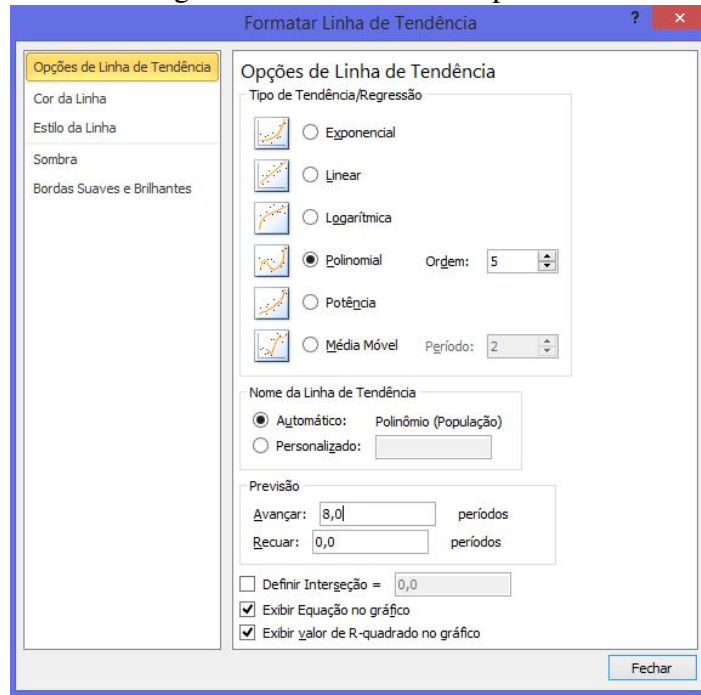 Formatar Linha de Tendência
?
×
Opções de Linha de Tendência
Cor da Linha
Estilo da Linha
Sombra
Bordas Suaves e Brilhantes
Opções de Linha de Tendência
Tipo de Tendência/Regressão
Exponencial
Linear
Logarítmica
Polinomial Ordem: 5
Potência
Média Móvel Período: 2
Nome da Linha de Tendência
Automático: Polinômio (População)
Personalizado:
Previsão
Avançar: 8,0 períodos
Recuar: 0,0 períodos
Definir Interseção = 0,0
Exibir Equação no gráfico
Exibir valor de R-quadrado no gráfico
Fechar